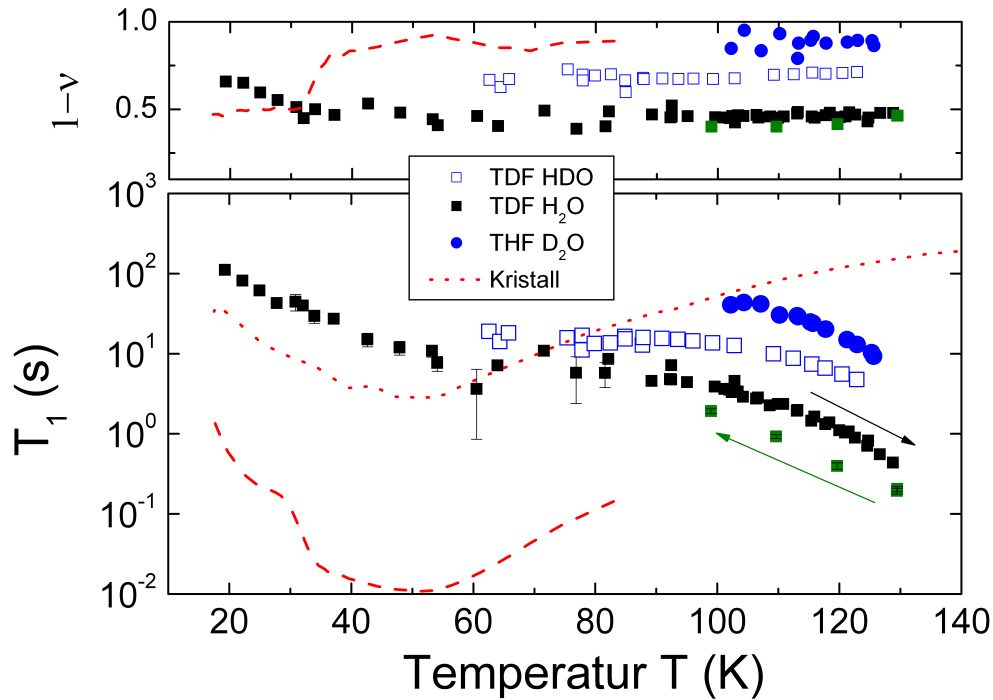 1.0
0.5
1−ν
TDF HDO
TDF H₂O
THF D₂O
Kristall
10³
10²
10¹
10⁰
10⁻¹
10⁻²
T₁ (s)
20 40 60 80 100 120 140
Temperatur T (K)